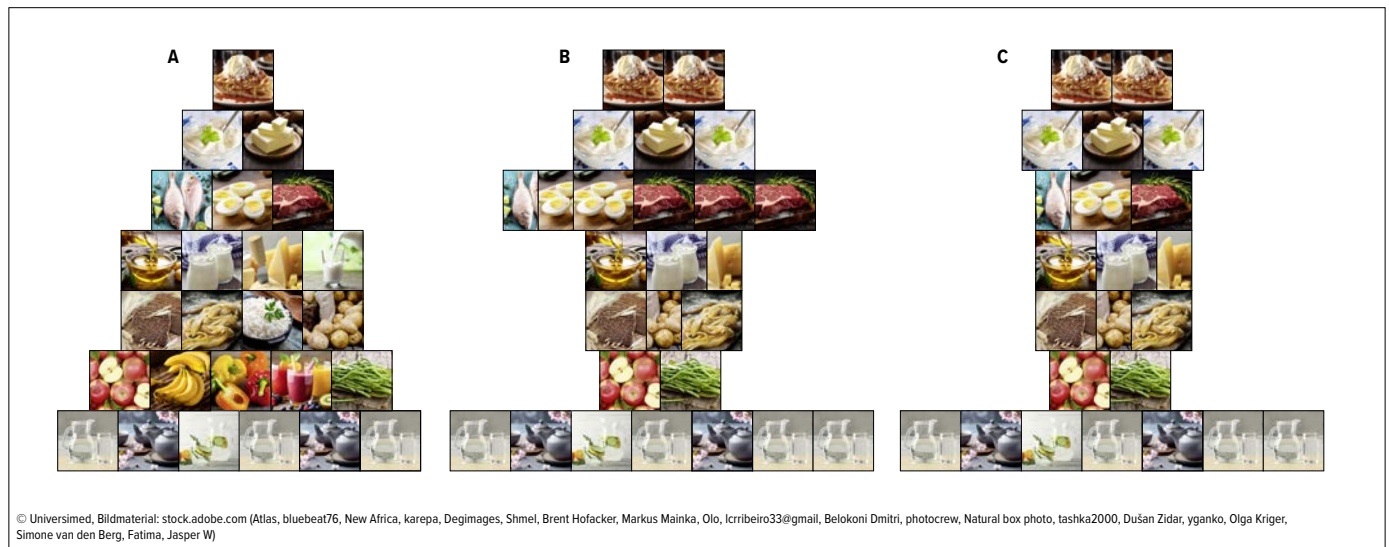 A
B
C
© Universimed, Bildmaterial: stock.adobe.com (Atlas, bluebeat76, New Africa, karepa, Degimages, Shmel, Brent Hofacker, Markus Mainka, Olo, lcrribeiro33@gmail, Belokoni Dmitri, photocrew, Natural box photo, tashka2000, Dušan Zidar, yganko, Olga Kriger,
Simone van den Berg, Fatima, Jasper W)